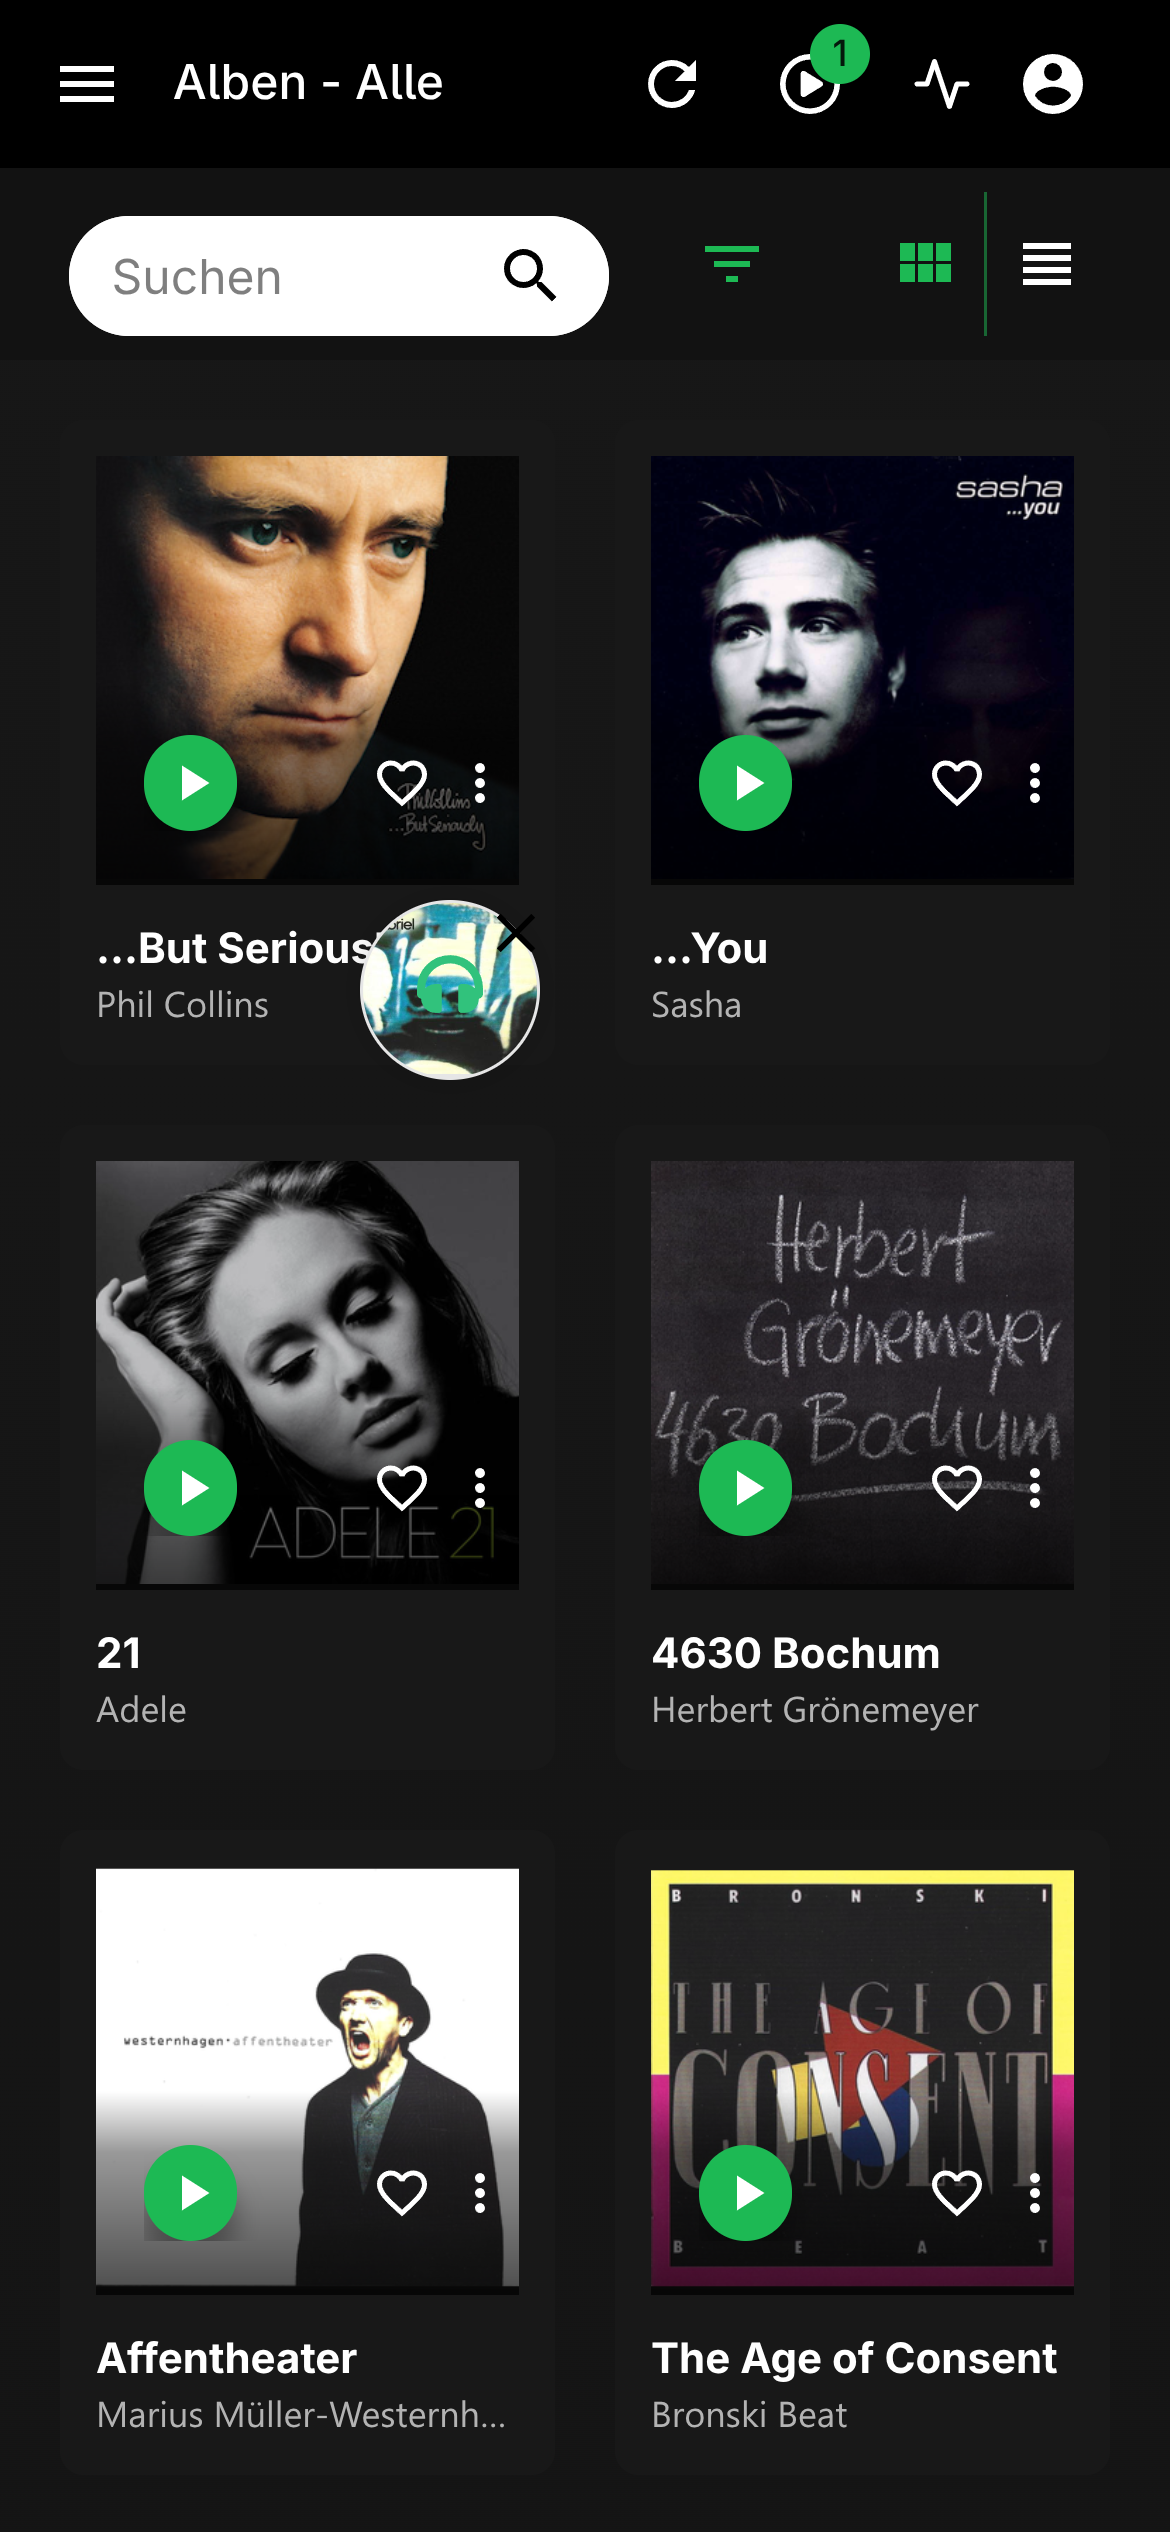 Alben - Alle
1
Suchen
sasha
...you
Phil Collins
...But Seriously
...But Serious
Phil Collins
...You
Sasha
Herbert
Grönemeyer
4630 Bochum
ADELE 21
21
Adele
4630 Bochum
Herbert Grönemeyer
BRONSKI
westernhagen·affentheater
THE AGE OF
CONSENT
BEAT
Affentheater
Marius Müller-Westernh...
The Age of Consent
Bronski Beat